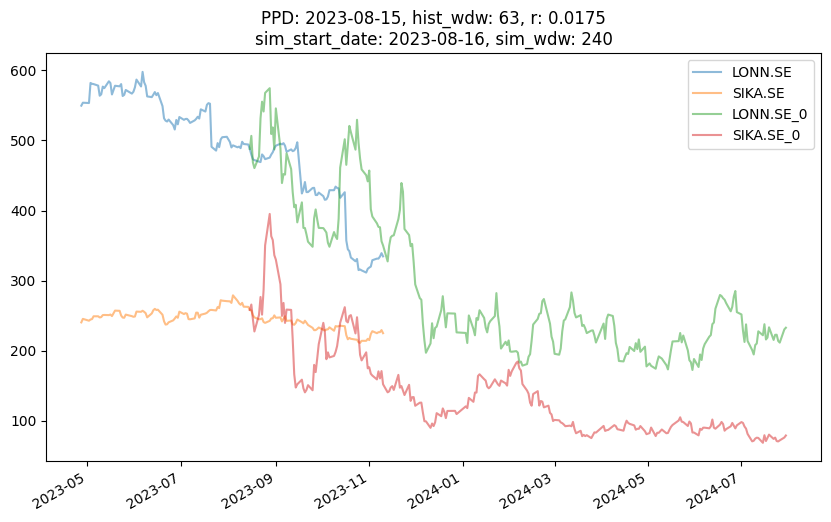 PPD: 2023-08-15, hist_wdw: 63, r: 0.0175
sim_start_date: 2023-08-16, sim_wdw: 240
LONN.SE
SIKA.SE
LONN.SE_0
SIKA.SE_0
600
500
400
300
200
100
2023-05
2023-07
2023-09
2023-11
2024-01
2024-03
2024-05
2024-07